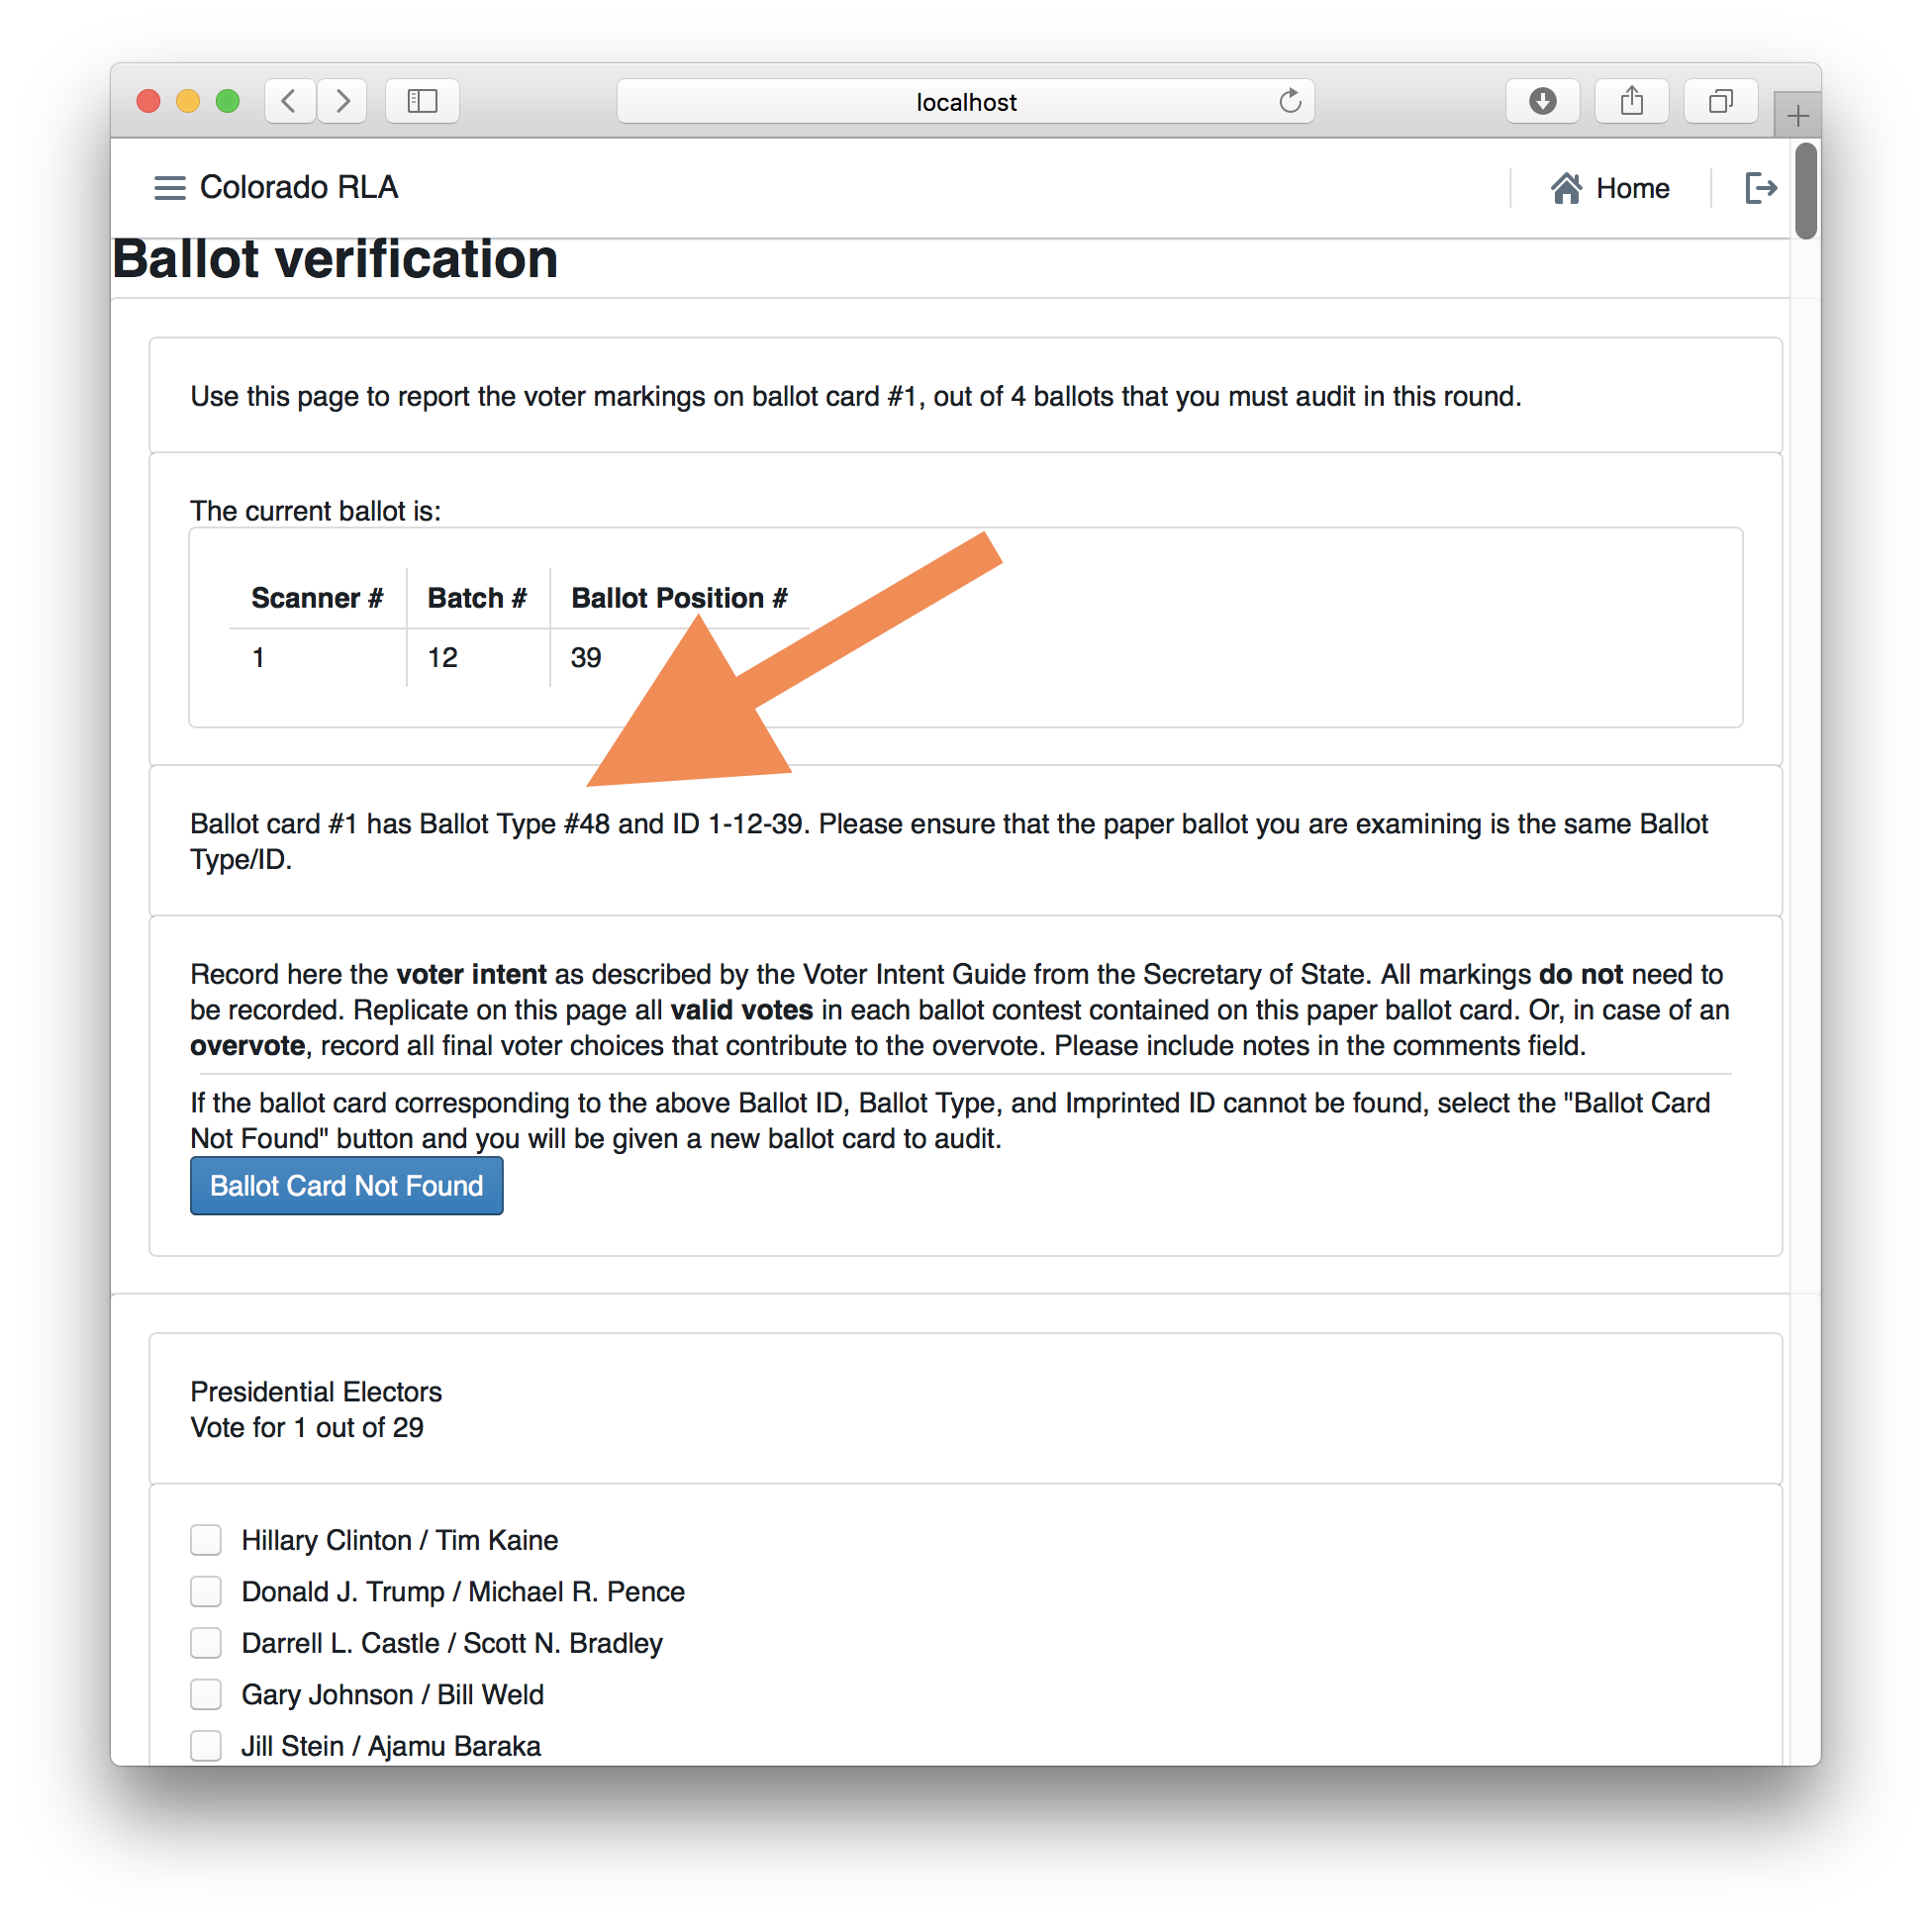 localhost
Colorado RLA
Home
Ballot verification
Use this page to report the voter markings on ballot card #1, out of 4 ballots that you must audit in this round.
The current ballot is:
Scanner # Batch # Ballot Position #
1 12 39
Ballot card #1 has Ballot Type #48 and ID 1-12-39. Please ensure that the paper ballot you are examining is the same Ballot
Type/ID.
Record here the voter intent as described by the Voter Intent Guide from the Secretary of State. All markings do not need to
be recorded. Replicate on this page all valid votes in each ballot contest contained on this paper ballot card. Or, in case of an
overvote, record all final voter choices that contribute to the overvote. Please include notes in the comments field.
If the ballot card corresponding to the above Ballot ID, Ballot Type, and Imprinted ID cannot be found, select the "Ballot Card
Not Found" button and you will be given a new ballot card to audit.
Ballot Card Not Found
Presidential Electors
Vote for 1 out of 29
Hillary Clinton / Tim Kaine
Donald J. Trump / Michael R. Pence
Darrell L. Castle / Scott N. Bradley
Gary Johnson / Bill Weld
Jill Stein / Ajamu Baraka